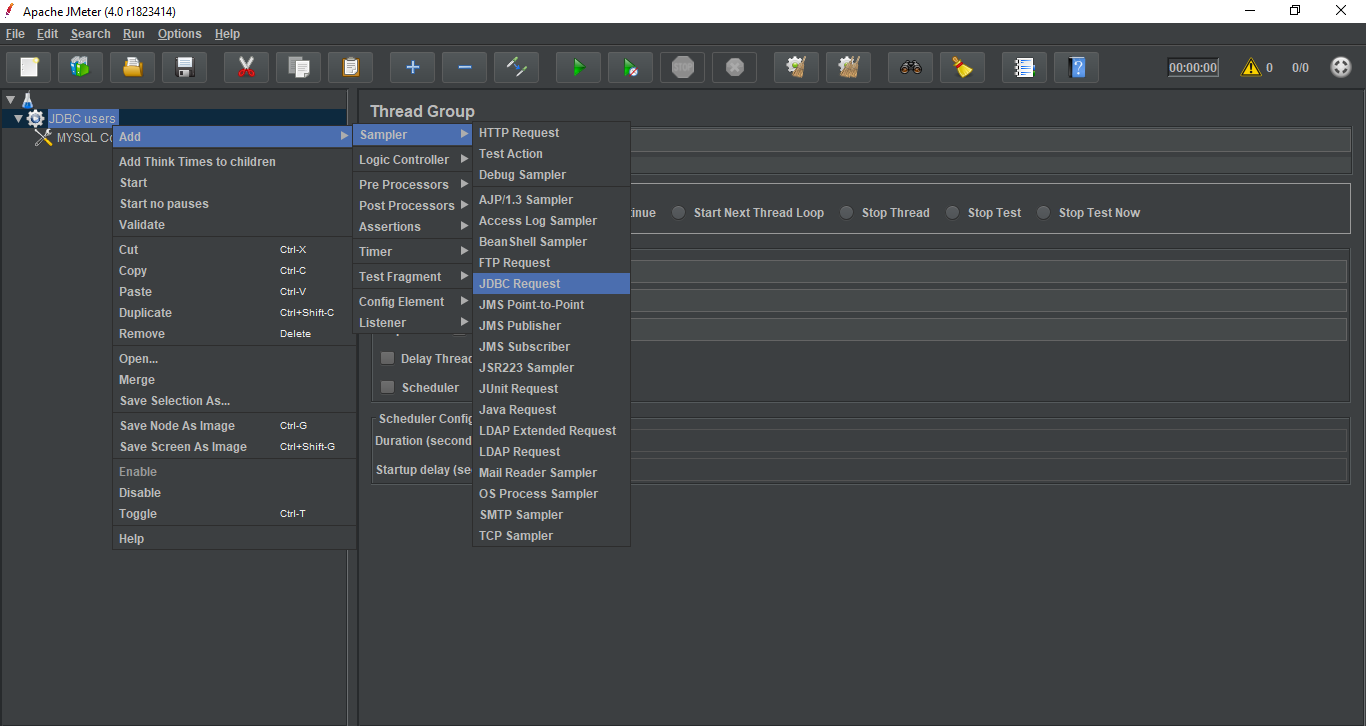 Apache JMeter (4.0 r1823414)
File Edit Search Run Options Help
STOP
00:00:00 0 0/0
JDBC users
MYSQL
Add
Add Think Times to children
Start
Start no pauses
Validate
Cut Ctrl-X
Copy Ctrl-C
Paste Ctrl-V
Duplicate Ctrl+Shift-C
Remove Delete
Open...
Merge
Save Selection As...
Save Node As Image Ctrl-G
Save Screen As Image Ctrl+Shift-G
Enable
Disable
Toggle Ctrl-T
Help
Sampler
Logic Controller
Pre Processors
Post Processors
Assertions
Timer
Test Fragment
Config Element
Listener
HTTP Request
Test Action
Debug Sampler
AJP/1.3 Sampler
Access Log Sampler
BeanShell Sampler
FTP Request
JDBC Request
JMS Point-to-Point
JMS Publisher
JMS Subscriber
JSR223 Sampler
JUnit Request
Java Request
LDAP Extended Request
LDAP Request
Mail Reader Sampler
OS Process Sampler
SMTP Sampler
TCP Sampler
Thread Group
inue Start Next Thread Loop Stop Thread Stop Test Stop Test Now
Delay Threa
Scheduler
Scheduler Config
Duration (second
Startup delay (se